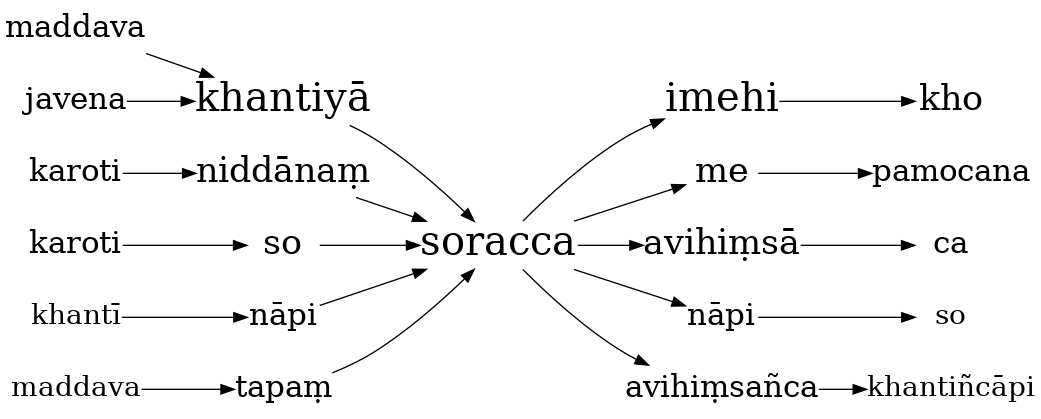 maddava
javena khantiyā imehi kho
karoti niddānaṃ me pamocana
karoti so soracca avihiṃsā ca
khantī nāpi nāpi so
maddava tapaṃ avihiṃsañca khantiñcāpi